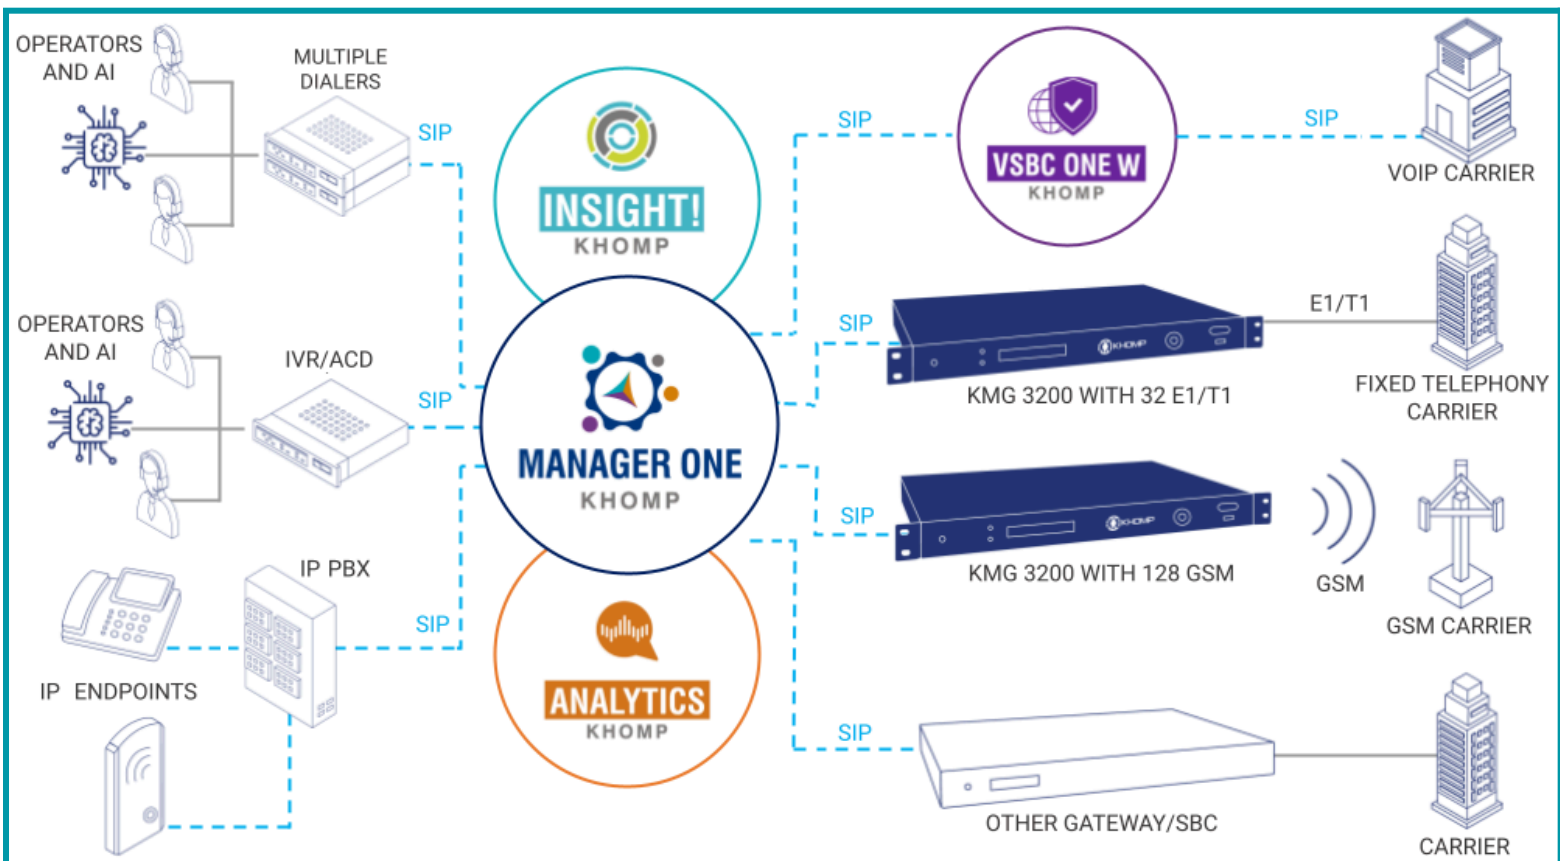 OPERATORS
AND AI
MULTIPLE
DIALERS
SIP
INSIGHT!
KHOMP
SIP
VSBC ONE W
KHOMP
SIP
VOIP CARRIER
OPERATORS
AND AI
IVR/ACD
SIP
MANAGER ONE
KHOMP
SIP
KHOMP
KMG 3200 WITH 32 E1/T1
E1/T1
FIXED TELEPHONY
CARRIER
SIP
KHOMP
KMG 3200 WITH 128 GSM
GSM
GSM CARRIER
IP PBX
SIP
IP ENDPOINTS
ANALYTICS
KHOMP
SIP
OTHER GATEWAY/SBC
CARRIER